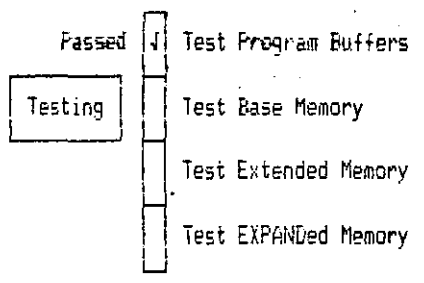 Passed √ Test Program Buffers
Testing Test Base Memory
Test Extended Memory
Test EXPANDed Memory